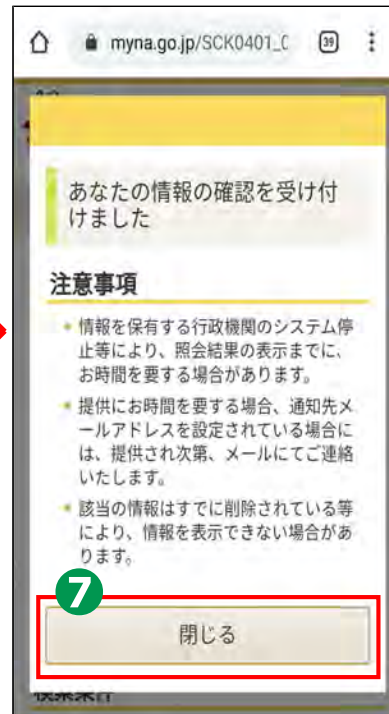 myna.go.jp/SCK0401_0
39
あなたの情報の確認を受け付
けました
注意事項
• 情報を保有する行政機関のシステム停
止等により、照会結果の表示までに、
お時間を要する場合があります。
• 提供にお時間を要する場合、通知先メ
ールアドレスを設定されている場合に
は、提供され次第、メールにてご連絡
いたします。
• 該当の情報はすでに削除されている等
により、情報を表示できない場合があ
ります。
7
閉じる